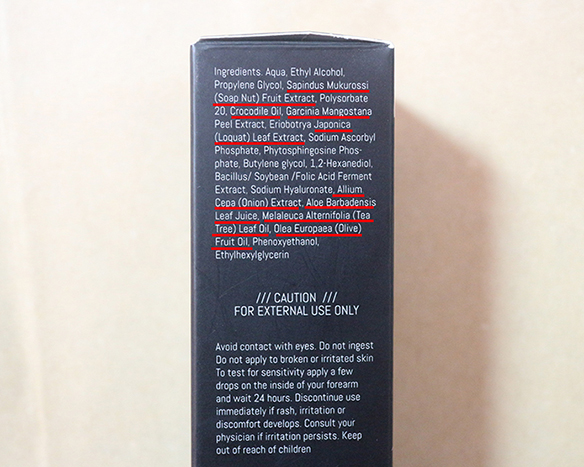 Ingredients. Aqua, Ethyl Alcohol,
Propylene Glycol, Sapindus Mukurossi
(Soap Nut) Fruit Extract, Polysorbate
20, Crocodile Oil, Garcinia Mangostana
Peel Extract, Eriobotrya Japonica
(Loquat) Leaf Extract, Sodium Ascorbyl
Phosphate, Phytosphingosine Phos-
phate, Butylene glycol, 1,2-Hexanediol,
Bacillus/ Soybean /Folic Acid Ferment
Extract, Sodium Hyaluronate, Allium
Cepa (Onion) Extract, Aloe Barbadensis
Leaf Juice, Melaleuca Alternifolia (Tea
Tree) Leaf Oil, Olea Europaea (Olive)
Fruit Oil, Phenoxyethanol,
Ethylhexylglycerin
/// CAUTION ///
FOR EXTERNAL USE ONLY
Avoid contact with eyes. Do not ingest
Do not apply to broken or irritated skin
To test for sensitivity apply a few
drops on the inside of your forearm
and wait 24 hours. Discontinue use
immediately if rash, irritation or
discomfort develops. Consult your
physician if irritation persists. Keep
out of reach of children